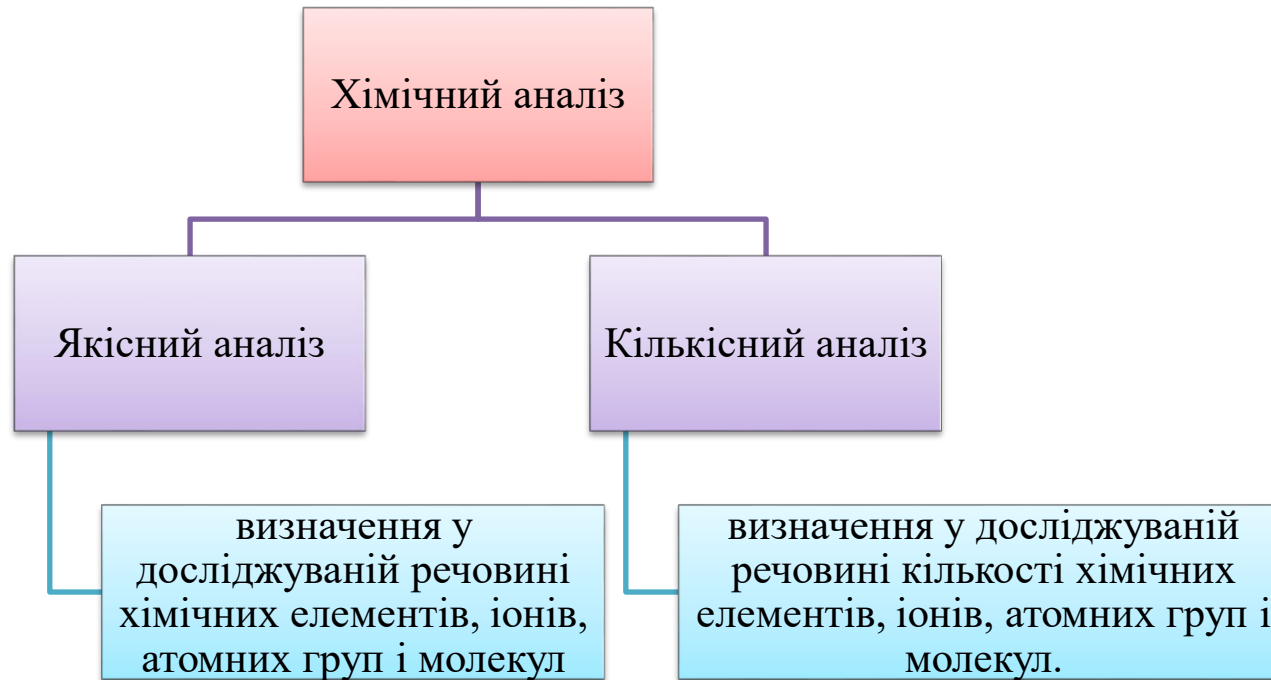 Хімічний аналіз
Якісний аналіз
Кількісний аналіз
визначення у
досліджуваній речовині
хімічних елементів, іонів,
атомних груп і молекул
визначення у досліджуваній
речовині кількості хімічних
елементів, іонів, атомних груп і
молекул.